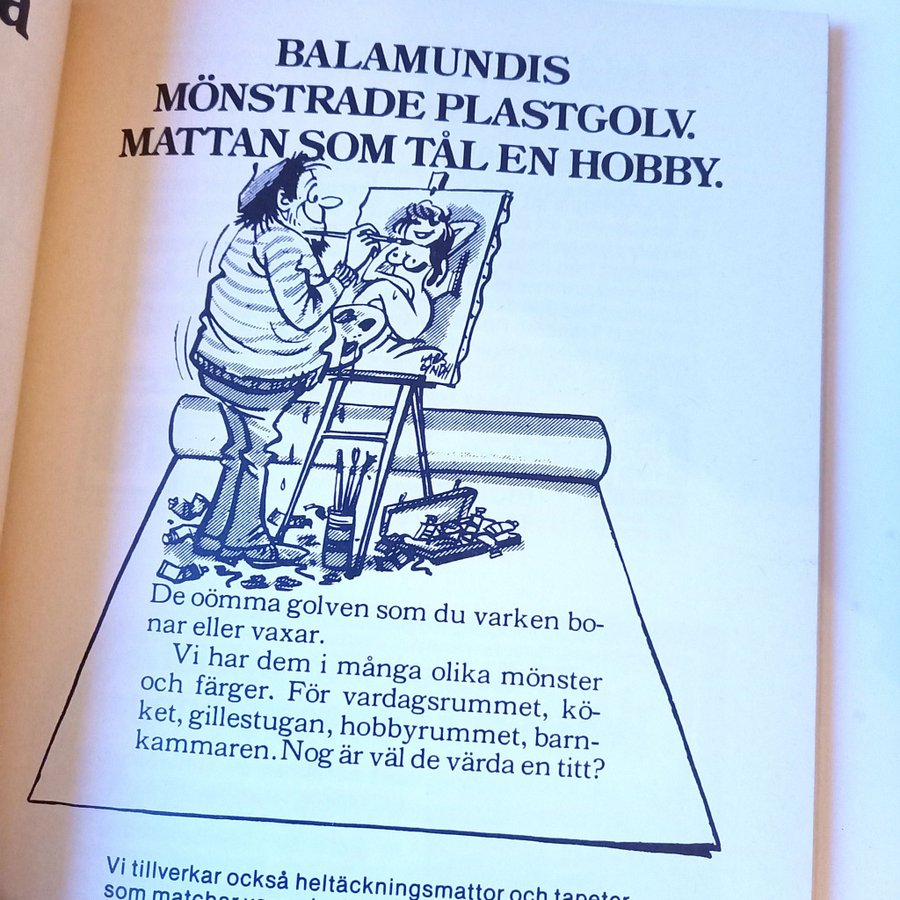 BALAMUNDIS
MÖNSTRADE PLASTGOLV.
MATTAN SOM TÅL EN HOBBY.
De oömma golven som du varken bo-
nar eller vaxar.
Vi har dem i många olika mönster
och färger. För vardagsrummet, kö-
ket, gillestugan, hobbyrummet, barn-
kammaren. Nog är väl de värda en titt?
Vi tillverkar också heltäckningsmattor och tapeter
som matchar